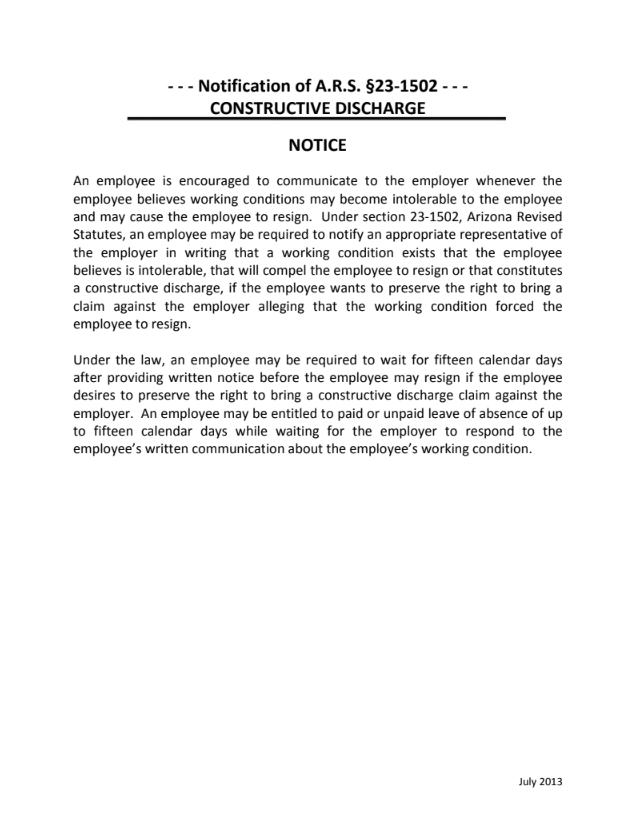 - - - Notification of A.R.S. §23-1502 - - -
CONSTRUCTIVE DISCHARGE
NOTICE
An employee is encouraged to communicate to the employer whenever the
employee believes working conditions may become intolerable to the employee
and may cause the employee to resign. Under section 23-1502, Arizona Revised
Statutes, an employee may be required to notify an appropriate representative of
the employer in writing that a working condition exists that the employee
believes is intolerable, that will compel the employee to resign or that constitutes
a constructive discharge, if the employee wants to preserve the right to bring a
claim against the employer alleging that the working condition forced the
employee to resign.
Under the law, an employee may be required to wait for fifteen calendar days
after providing written notice before the employee may resign if the employee
desires to preserve the right to bring a constructive discharge claim against the
employer. An employee may be entitled to paid or unpaid leave of absence of up
to fifteen calendar days while waiting for the employer to respond to the
employee’s written communication about the employee’s working condition.
July 2013